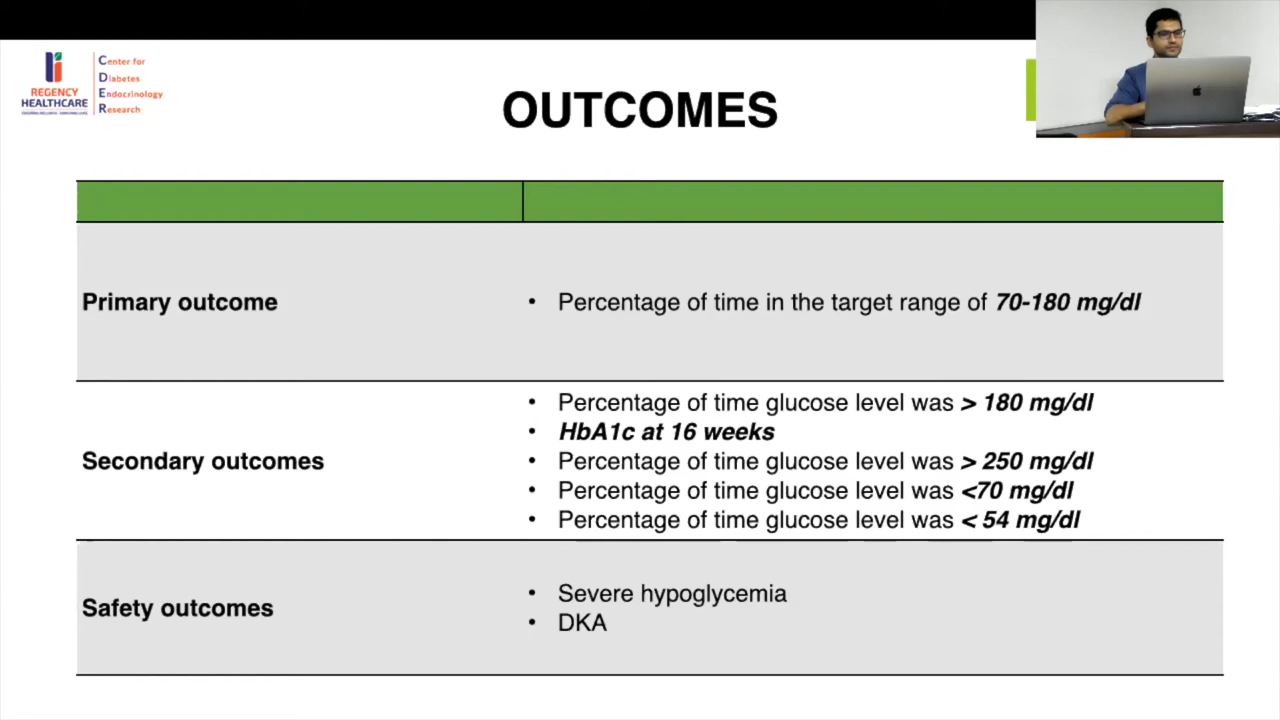 REGENCY
HEALTHCARE
Center for
Diabetes
Endocrinology
Research
OUTCOMES
Primary outcome
• Percentage of time in the target range of 70-180 mg/dl
Secondary outcomes
• Percentage of time glucose level was > 180 mg/dl
• HbA1c at 16 weeks
• Percentage of time glucose level was > 250 mg/dl
• Percentage of time glucose level was <70 mg/dl
• Percentage of time glucose level was < 54 mg/dl
Safety outcomes
• Severe hypoglycemia
• DKA